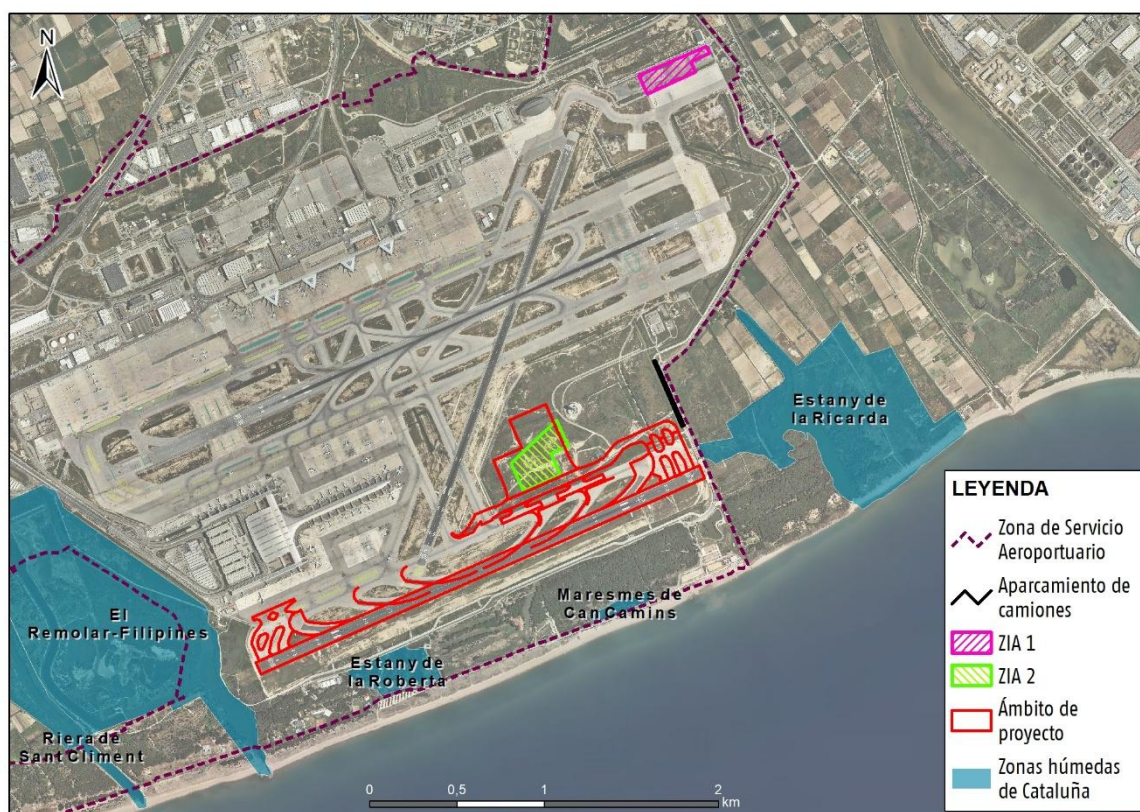 N
Estany de
la Ricarda
El
Remolar-Filipines
Maresmes de
Can Camins
Estany de
la Roberta
Riera de
Sant Climent
0 0,5 1 2
km
LEYENDA
Zona de Servicio
Aeroportuario
Aparcamiento de
camiones
ZIA 1
ZIA 2
Ámbito de
proyecto
Zonas húmedas
de Cataluña